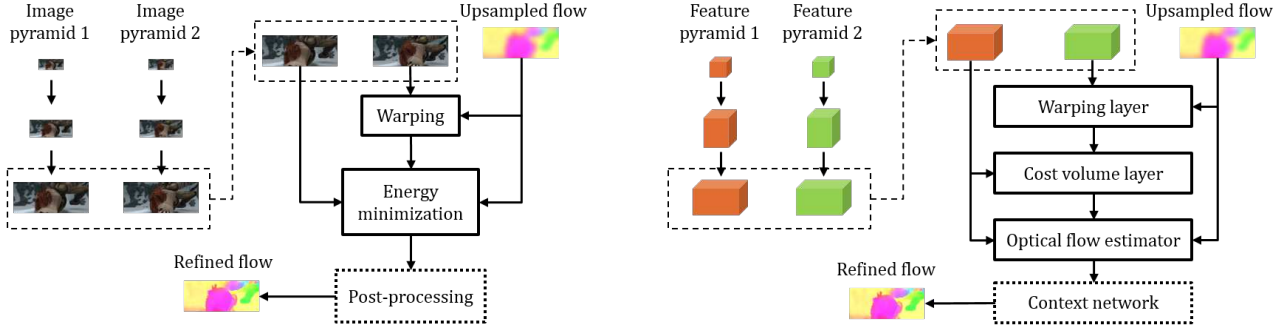 Image
pyramid 1
Image
pyramid 2
Upsampled flow
Warping
Energy
minimization
Refined flow
Post-processing
Feature
pyramid 1
Feature
pyramid 2
Upsampled flow
Warping layer
Cost volume layer
Optical flow estimator
Refined flow
Context network